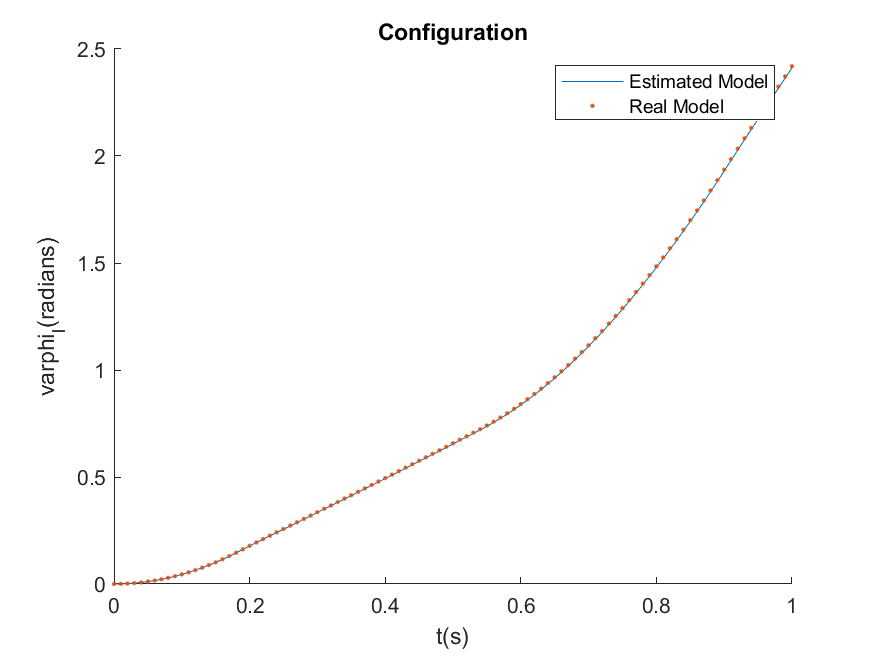 Configuration
2.5
2
1.5
1
0.5
0
varphi_l(radians)
Estimated Model
Real Model
0 0.2 0.4 0.6 0.8 1
t(s)